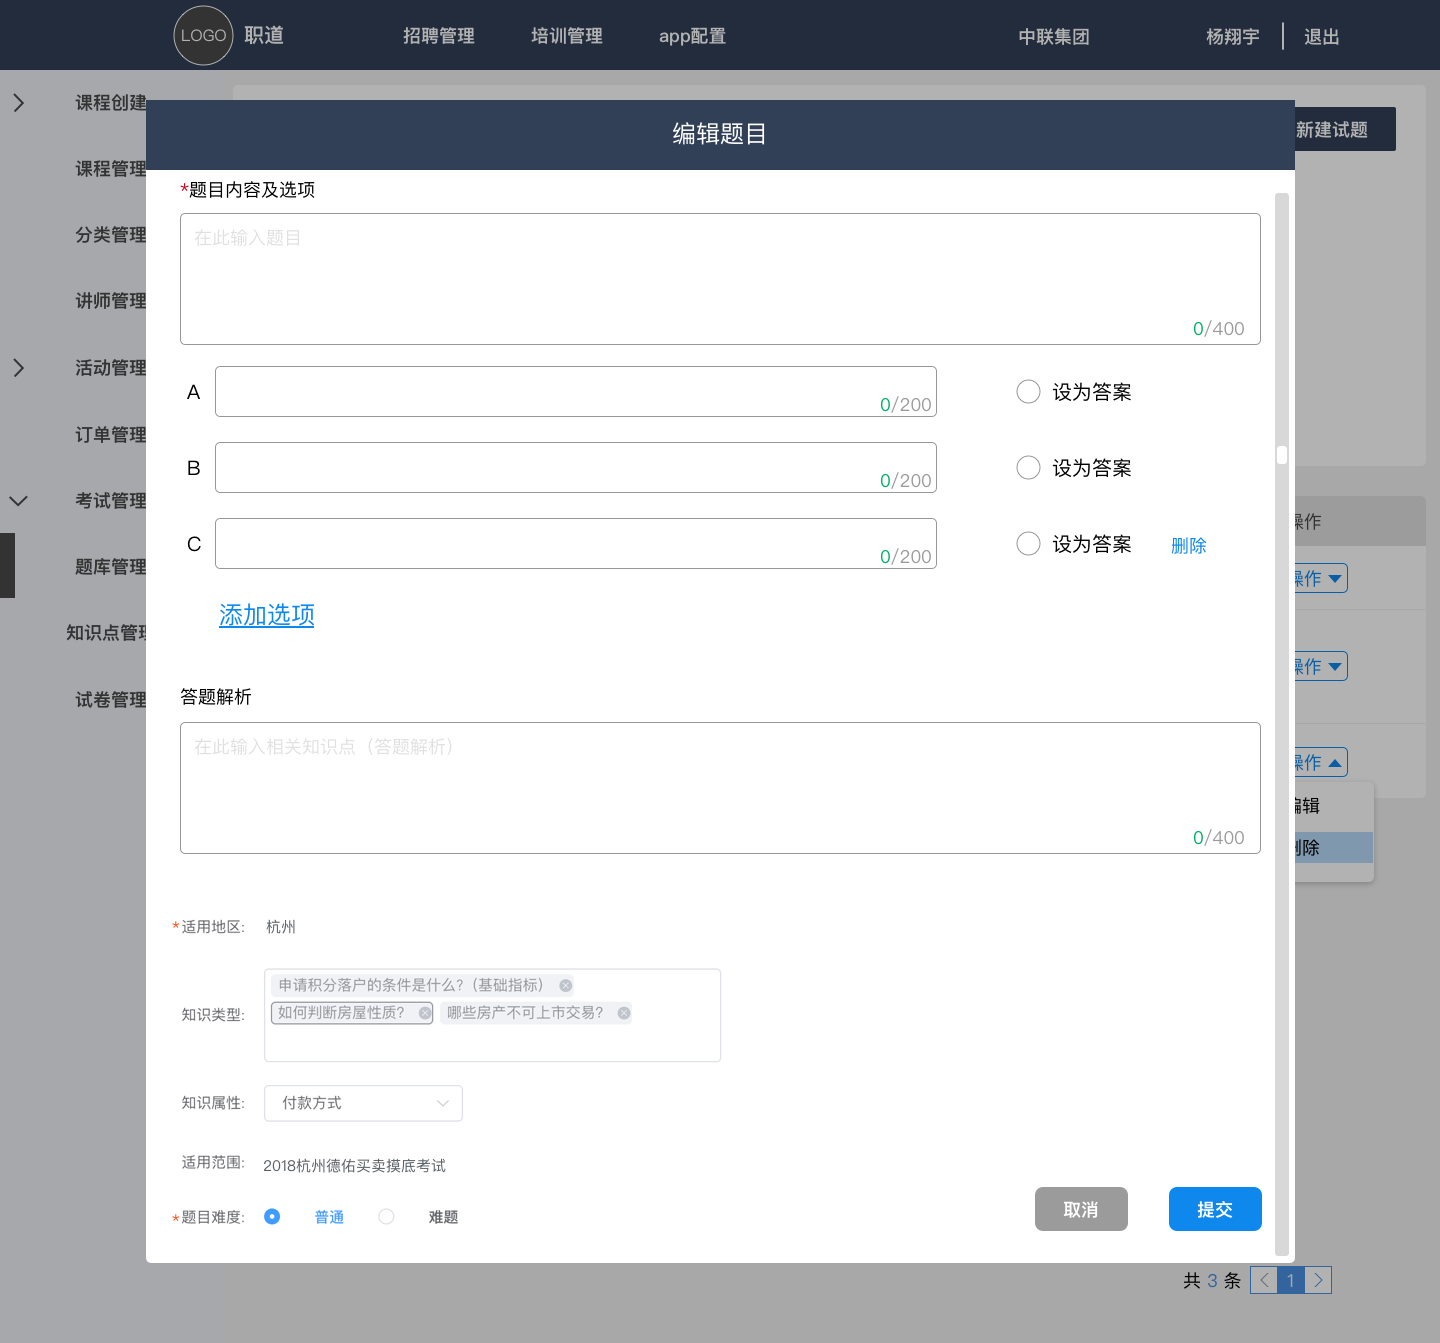 LOGO 职道 招聘管理 培训管理 app配置 中联集团 杨翔宇 退出
课程创建
课程管理
分类管理
讲师管理
活动管理
订单管理
考试管理
题库管理
知识点管理
试卷管理
新建试题
编辑题目
*题目内容及选项
在此输入题目
0/400
A 0/200 设为答案
B 0/200 设为答案
C 0/200 设为答案 删除
添加选项
答题解析
在此输入相关知识点（答题解析）
0/400
*适用地区: 杭州
知识类型: 申请积分落户的条件是什么?（基础指标）
如何判断房屋性质? 哪些房产不可上市交易?
知识属性: 付款方式
适用范围: 2018杭州德佑买卖摸底考试
*题目难度: 普通 难题
取消 提交
操作
操作
操作
操作
编辑
删除
共 3 条 1